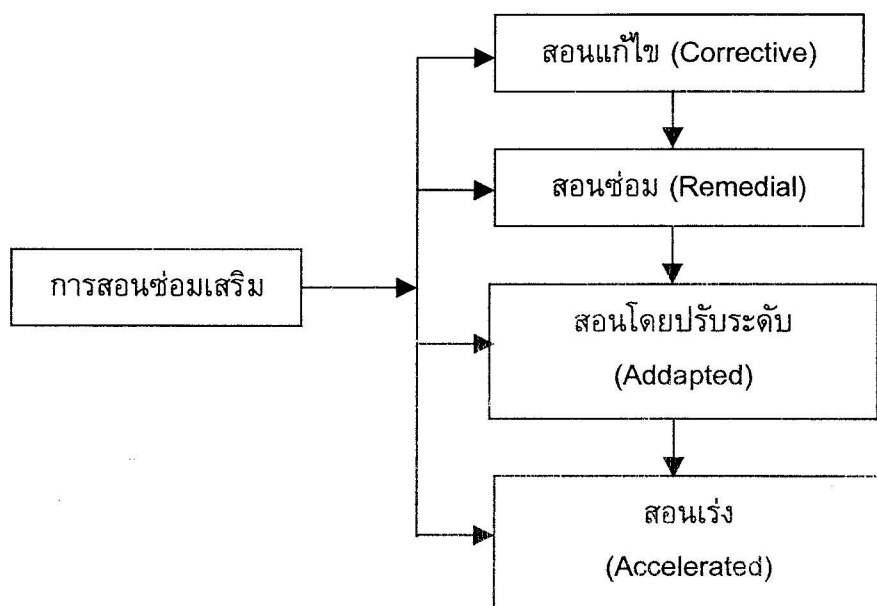 สอนแก้ไข (Corrective)
สอนซ่อม (Remedial)
การสอนซ่อมเสริม
สอนโดยปรับระดับ
(Addapted)
สอนเร่ง
(Accelerated)